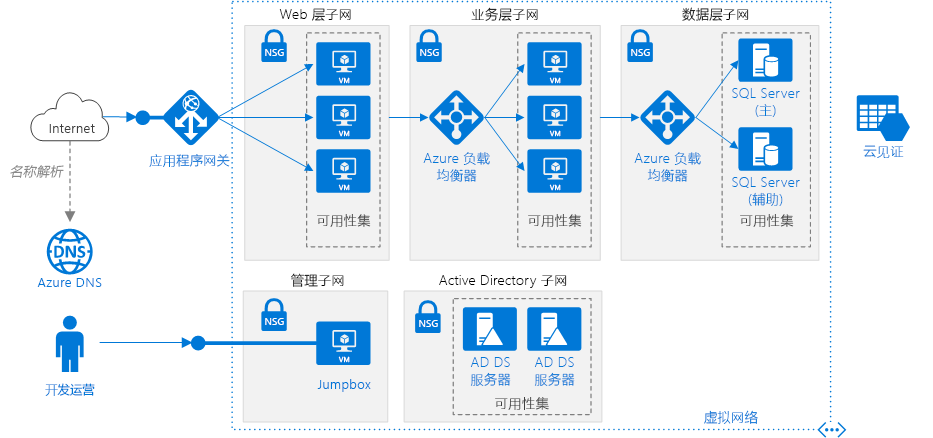 Web 层子网
业务层子网
数据层子网
NSG
NSG
NSG
VM
VM
VM
VM
VM
VM
SQL Server
(主)
SQL Server
(辅助)
Internet
应用程序网关
Azure 负载
均衡器
Azure 负载
均衡器
云见证
名称解析
可用性集
可用性集
可用性集
DNS
Azure DNS
管理子网
Active Directory 子网
NSG
NSG
VM
Jumpbox
AD DS
服务器
AD DS
服务器
可用性集
开发运营
虚拟网络